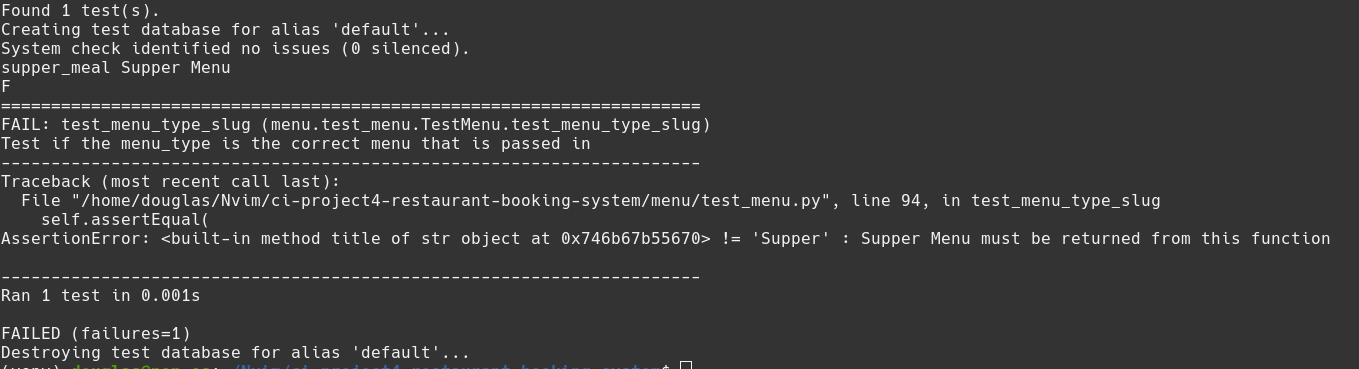 Found 1 test(s).
Creating test database for alias 'default'...
System check identified no issues (0 silenced).
supper_meal Supper Menu
F
======================================================================
FAIL: test_menu_type_slug (menu.test_menu.TestMenu.test_menu_type_slug)
Test if the menu_type is the correct menu that is passed in
----------------------------------------------------------------------
Traceback (most recent call last):
  File "/home/douglas/Nvim/ci-project4-restaurant-booking-system/menu/test_menu.py", line 94, in test_menu_type_slug
    self.assertEqual(
AssertionError: <built-in method title of str object at 0x746b67b55670> != 'Supper' : Supper Menu must be returned from this function
----------------------------------------------------------------------
Ran 1 test in 0.001s
FAILED (failures=1)
Destroying test database for alias 'default'...